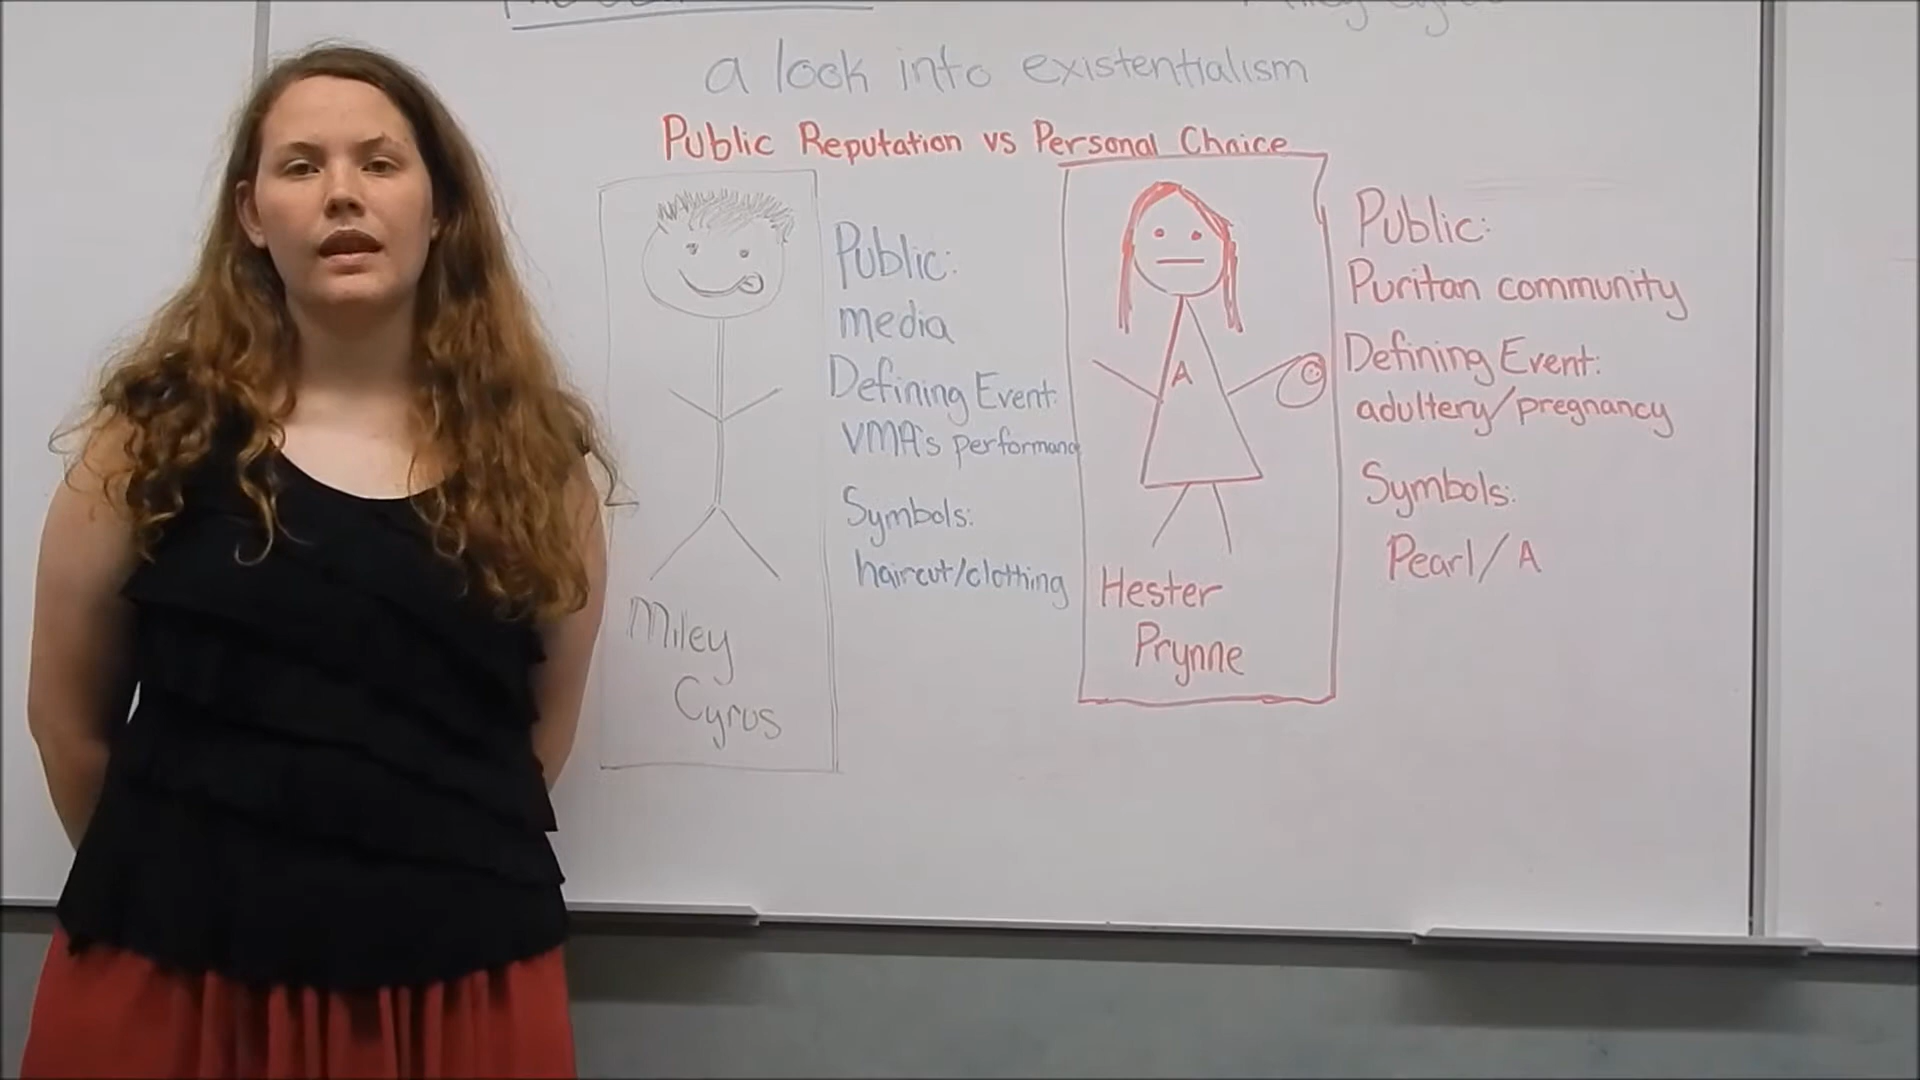 a look into existentialism
Public Reputation vs Personal Choice
Public:
media
Defining Event:
VMA's performanc
Symbols:
haircut/clothing
Miley
Cyrus
A
Hester
Prynne
Public:
Puritan community
Defining Event:
adultery/pregnancy
Symbols:
Pearl/A